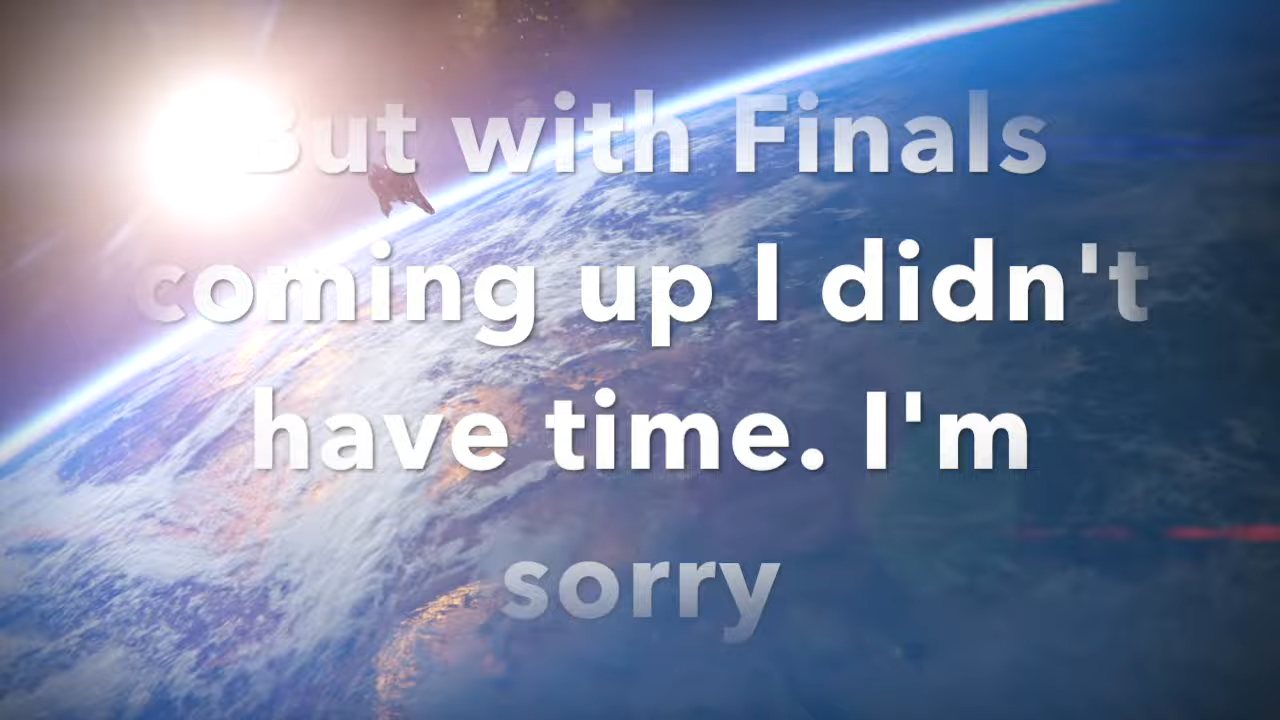 But with Finals
coming up I didn't
have time. I'm
sorry